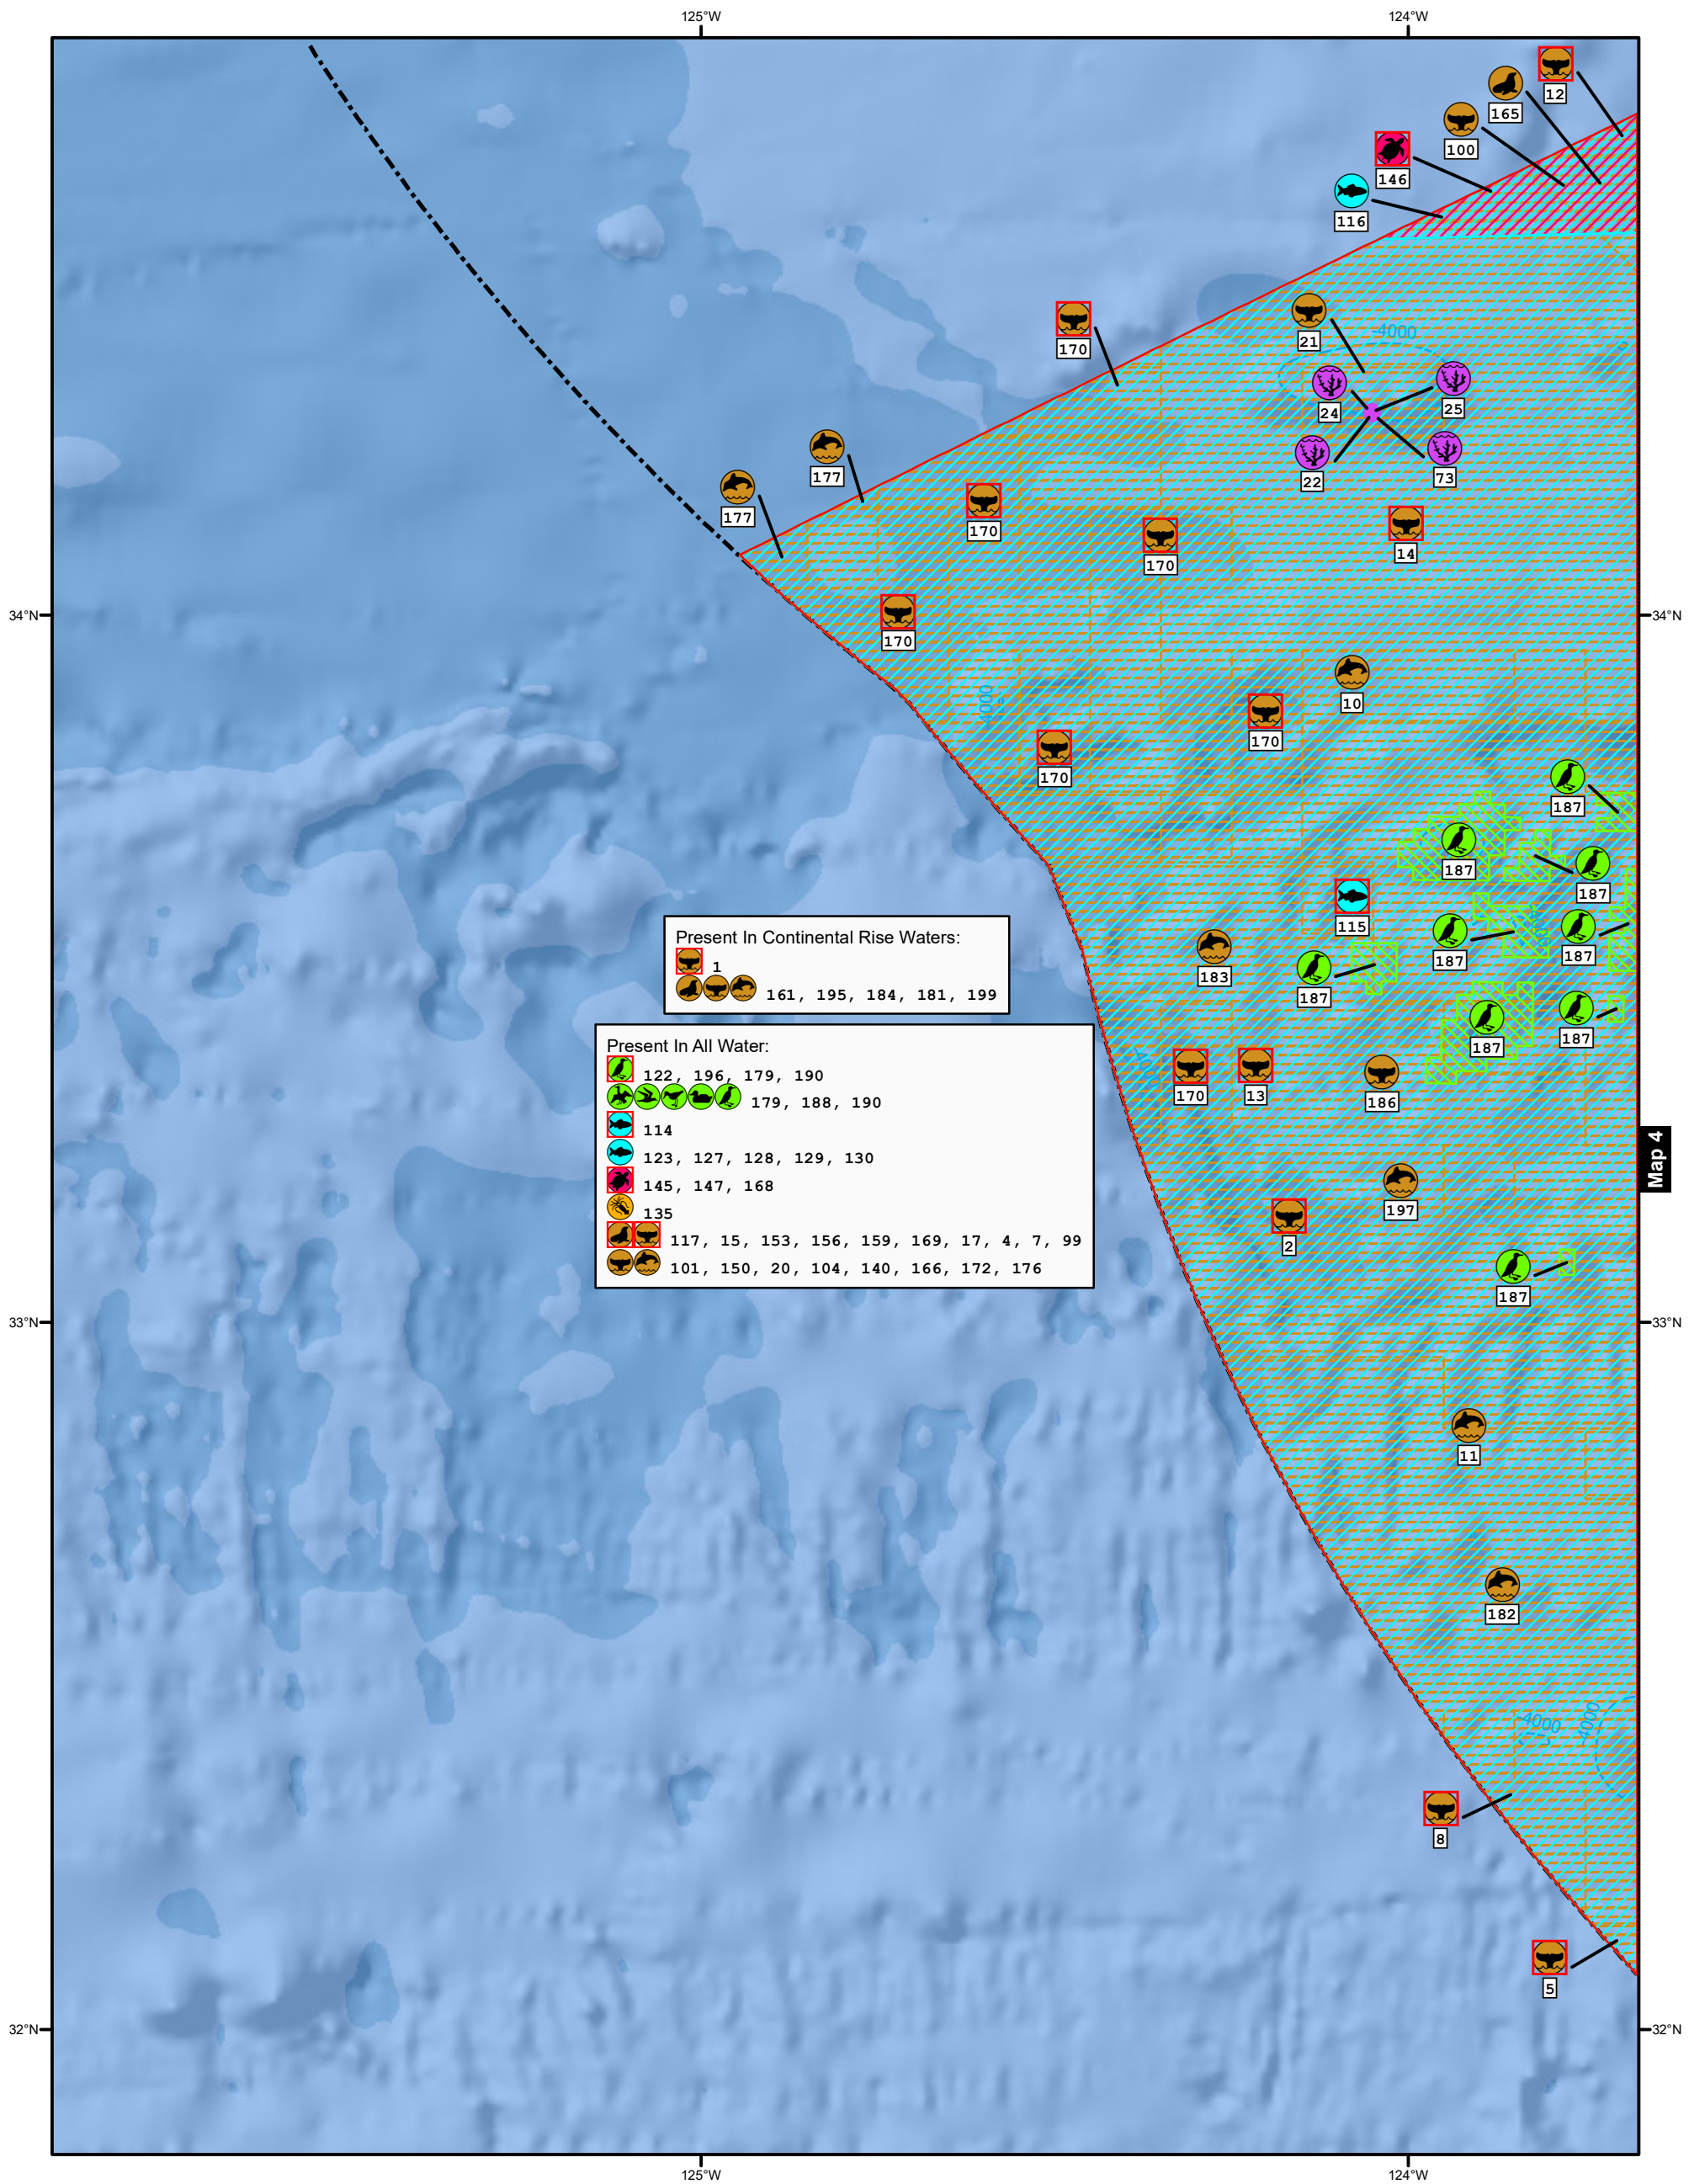 125°W
124°W
12
165
100
146
116
170
21
-4000
24
25
22
73
177
177
170
170
14
34°N
34°N
170
10
4000
170
170
187
187
187
115
187
187
4000
183
187
Present In Continental Rise Waters:
1
161, 195, 184, 181, 199
187
187
Present In All Water:
122, 196, 179, 190
179, 188, 190
114
123, 127, 128, 129, 130
145, 147, 168
135
117, 15, 153, 156, 159, 169, 17, 4, 7, 99
101, 150, 20, 104, 140, 166, 172, 176
-4000
170
13
186
Map 4
197
2
187
33°N
33°N
11
182
-4000
-4000
8
5
32°N
32°N
125°W
124°W